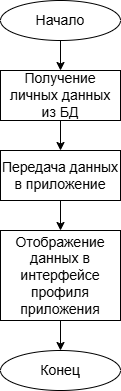 Начало
Получение
личных данных
из БД
Передача данных
в приложение
Отображение
данных в
интерфейсе
профиля
приложения
Конец